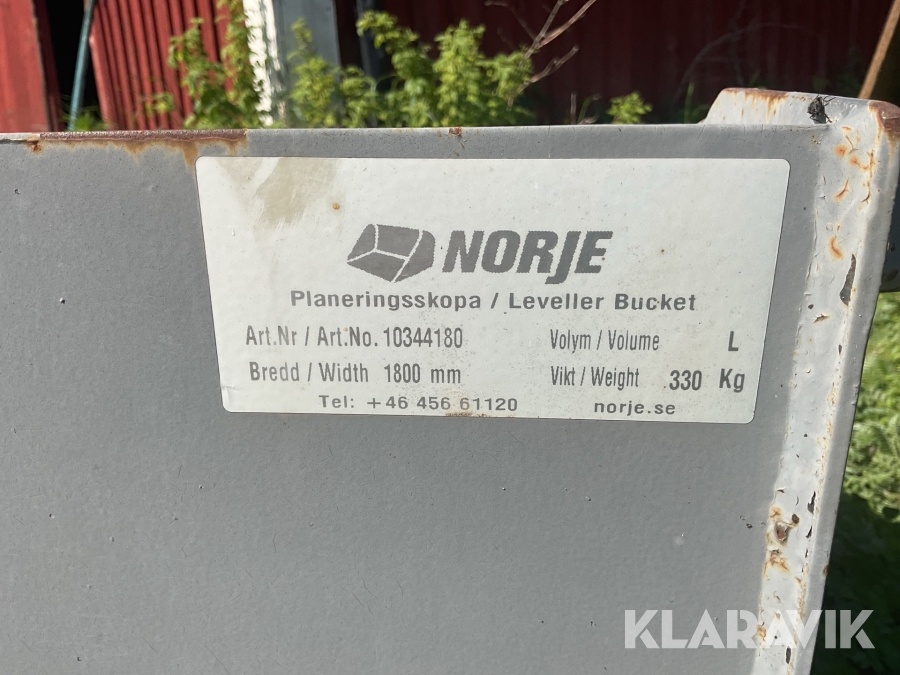 NORJE
Planeringsskopa / Leveller Bucket
Art.Nr / Art.No. 10344180 Volym / Volume L
Bredd / Width 1800 mm Vikt / Weight 330 Kg
Tel: +46 456 61120 norje.se
KLARAVIK